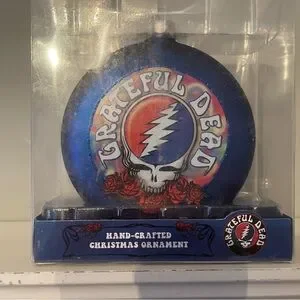 GRATEFUL DEAD
HAND-CRAFTED
CHRISTMAS ORNAMENT
GRATEFUL DEAD